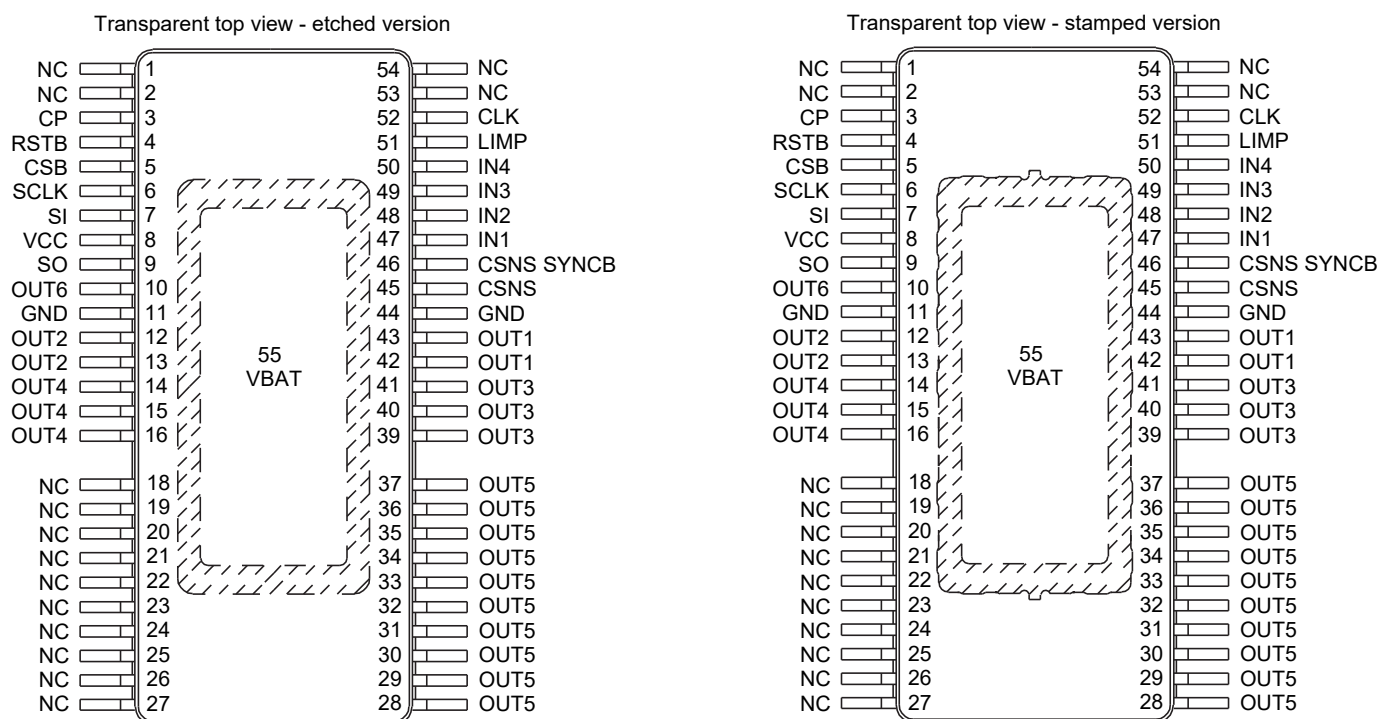 Transparent top view - etched version
NC 1 54 NC
NC 2 53 NC
CP 3 52 CLK
RSTB 4 51 LIMP
CSB 5 50 IN4
SCLK 6 49 IN3
SI 7 48 IN2
VCC 8 47 IN1
SO 9 46 CSNS SYNCB
OUT6 10 45 CSNS
GND 11 44 GND
OUT2 12 43 OUT1
OUT2 13 42 OUT1
OUT4 14 41 OUT3
OUT4 15 40 OUT3
OUT4 16 39 OUT3
NC 18 37 OUT5
NC 19 36 OUT5
NC 20 35 OUT5
NC 21 34 OUT5
NC 22 33 OUT5
NC 23 32 OUT5
NC 24 31 OUT5
NC 25 30 OUT5
NC 26 29 OUT5
NC 27 28 OUT5
55
VBAT
Transparent top view - stamped version
NC 1 54 NC
NC 2 53 NC
CP 3 52 CLK
RSTB 4 51 LIMP
CSB 5 50 IN4
SCLK 6 49 IN3
SI 7 48 IN2
VCC 8 47 IN1
SO 9 46 CSNS SYNCB
OUT6 10 45 CSNS
GND 11 44 GND
OUT2 12 43 OUT1
OUT2 13 42 OUT1
OUT4 14 41 OUT3
OUT4 15 40 OUT3
OUT4 16 39 OUT3
NC 18 37 OUT5
NC 19 36 OUT5
NC 20 35 OUT5
NC 21 34 OUT5
NC 22 33 OUT5
NC 23 32 OUT5
NC 24 31 OUT5
NC 25 30 OUT5
NC 26 29 OUT5
NC 27 28 OUT5
55
VBAT